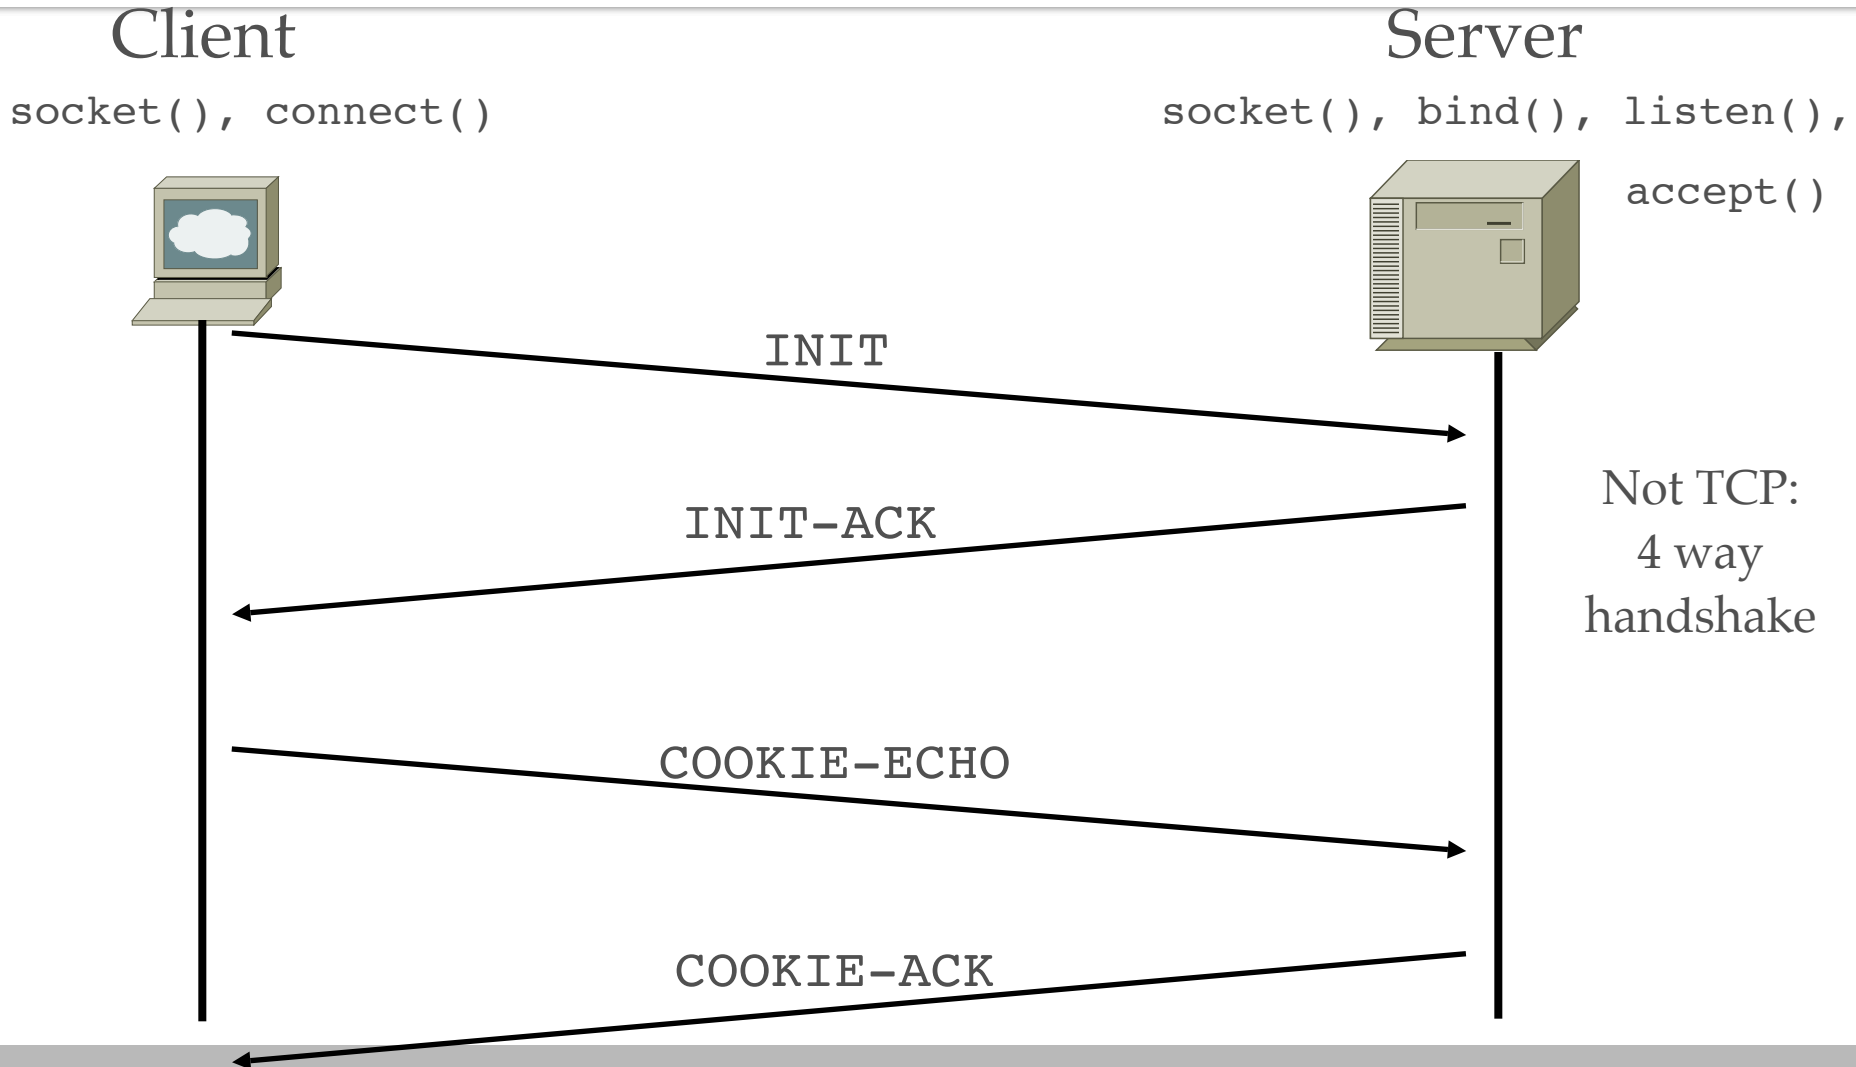 Client
Server
socket(), connect()
socket(), bind(), listen(),
accept()
INIT
Not TCP:
4 way
handshake
INIT-ACK
COOKIE-ECHO
COOKIE-ACK